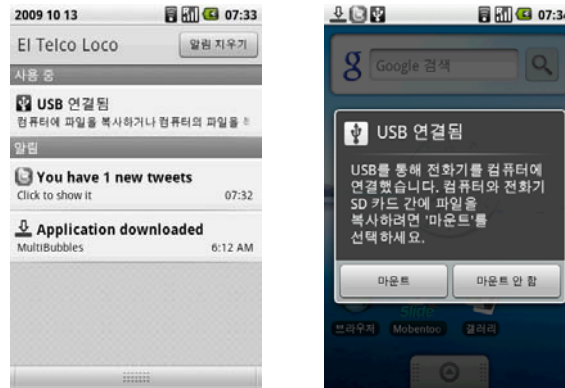 2009 10 13
07:33
El Telco Loco
알림 지우기
사용 중
USB 연결됨
컴퓨터에 파일을 복사하거나 컴퓨터의 파일을
알림
You have 1 new tweets
Click to show it
07:32
Application downloaded
MultiBubbles
6:12 AM
07:34
g Google 검색
USB 연결됨
USB를 통해 전화기를 컴퓨터에
연결했습니다. 컴퓨터와 전화기
SD 카드 간에 파일을
복사하려면 '마운트'를
선택하세요.
마운트
마운트 안 함
Slide
브라우저
Mobentoo
갤러리